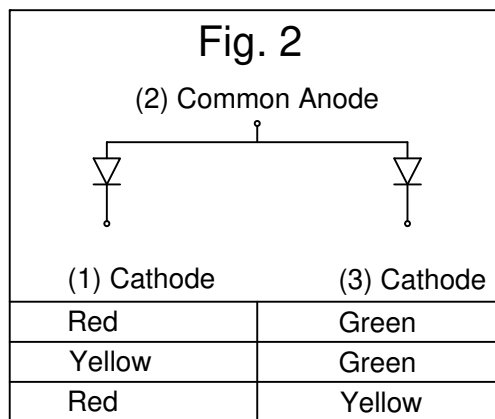 Fig. 2
(2) Common Anode
(1) Cathode (3) Cathode
Red Green
Yellow Green
Red Yellow